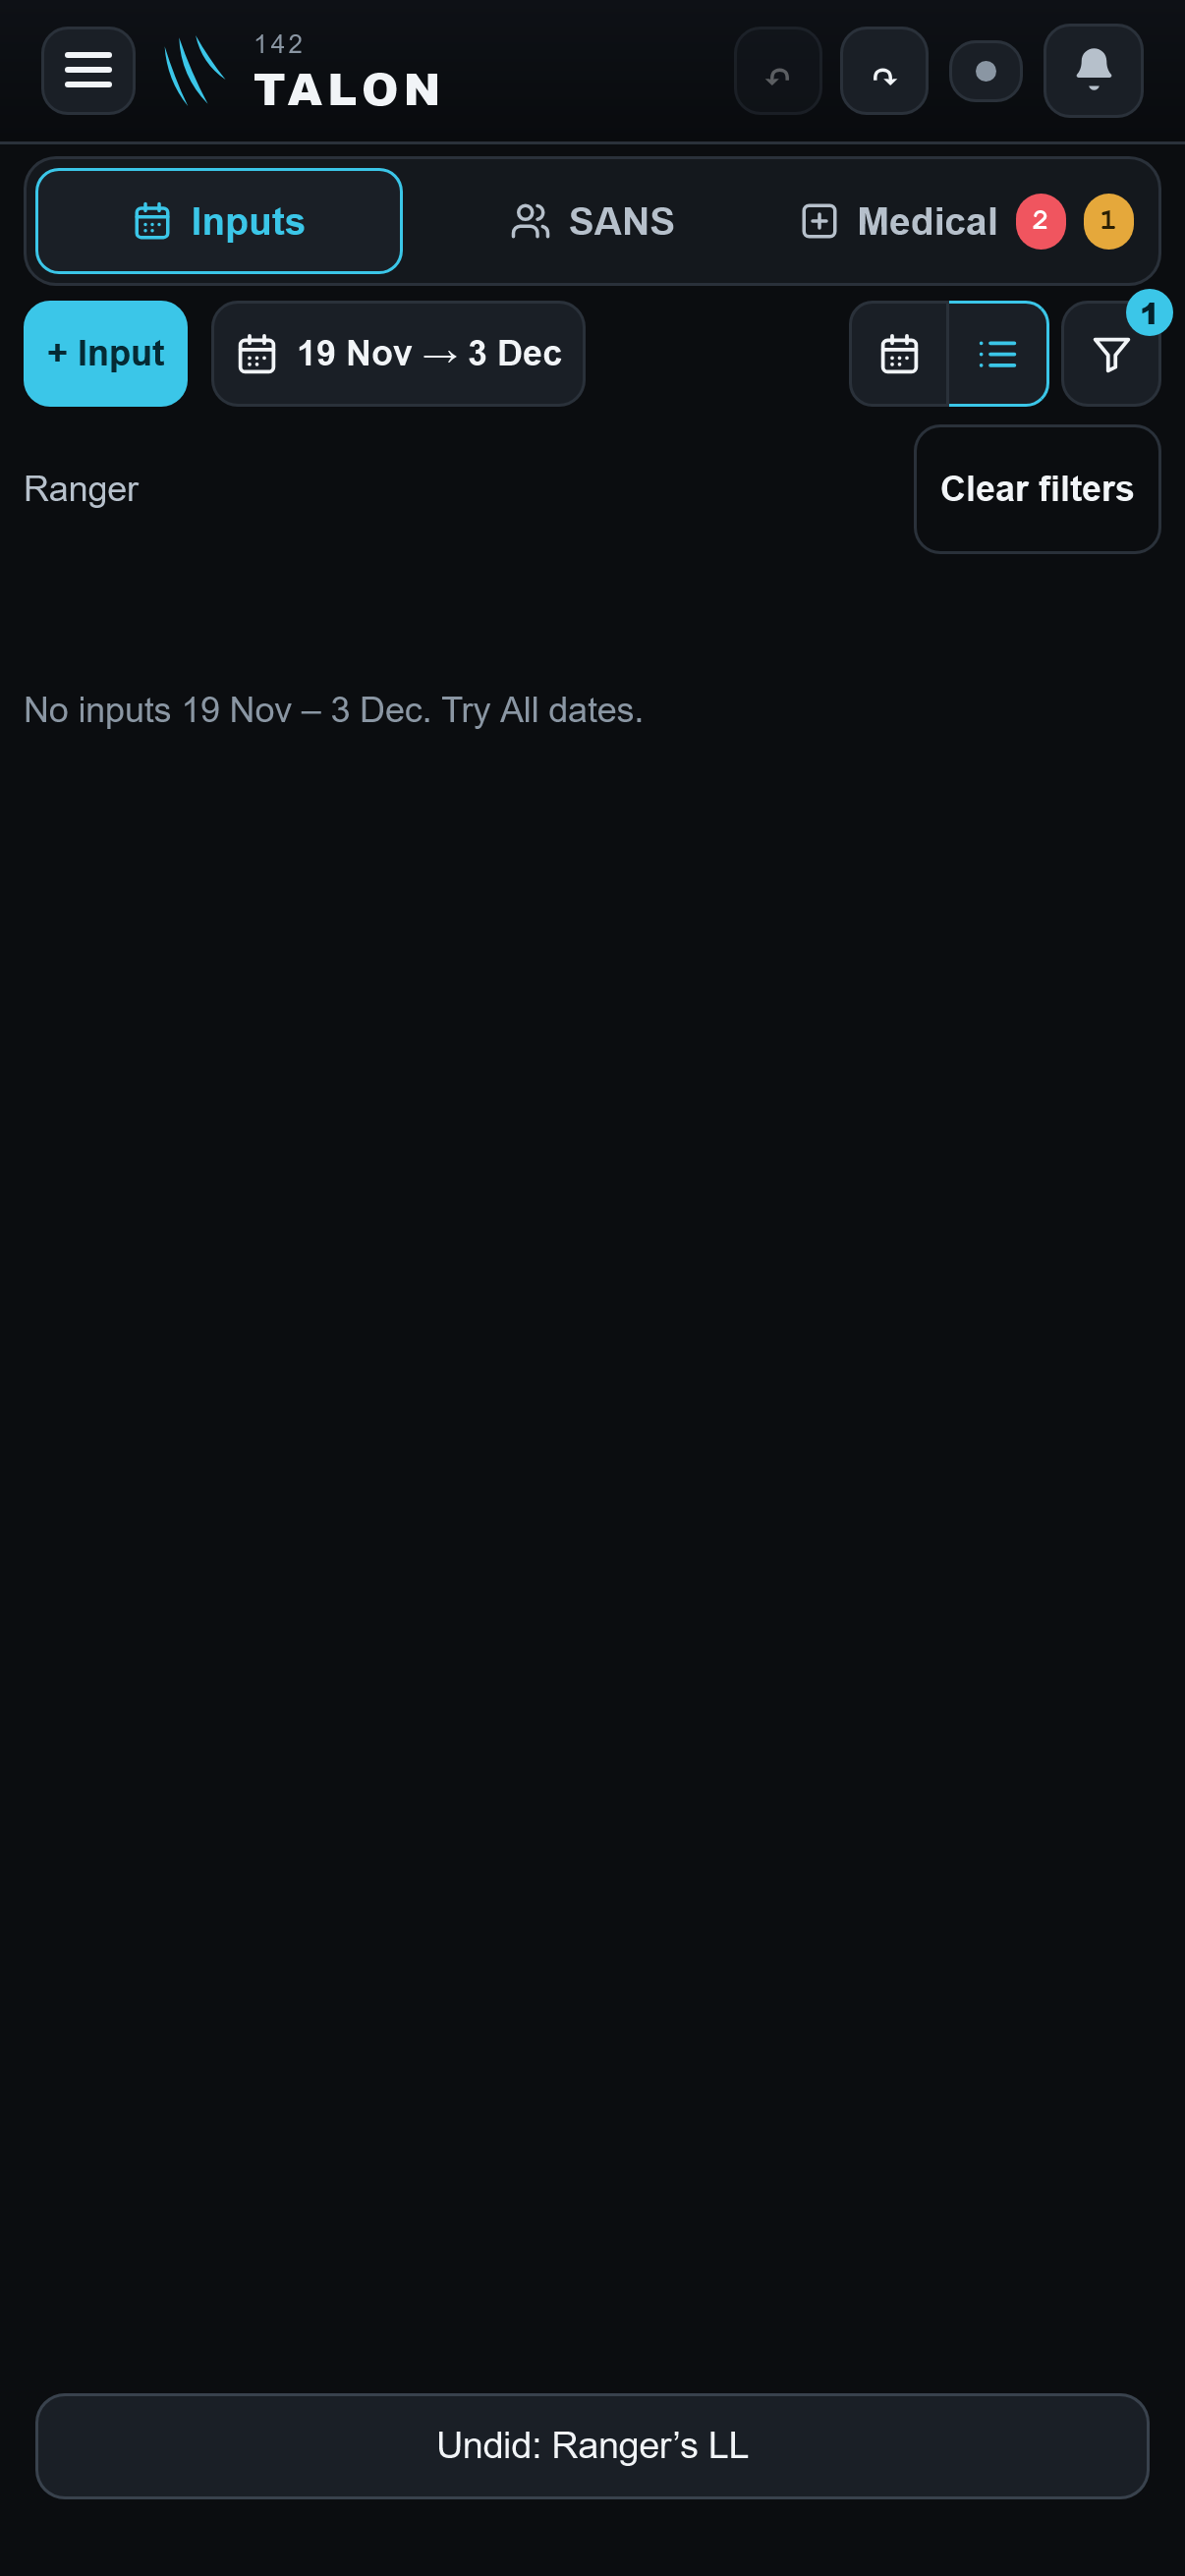 142
TALON
Inputs
SANS
Medical 2 1
+ Input
19 Nov → 3 Dec
1
Ranger
Clear filters
No inputs 19 Nov – 3 Dec. Try All dates.
Undid: Ranger’s LL